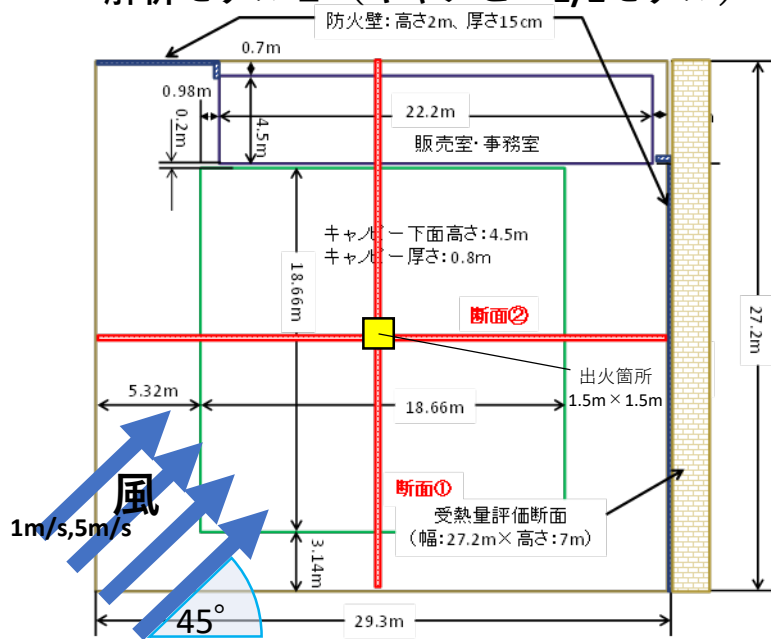 防火壁:高さ2m、厚さ15cm
0.7m
0.98m
0.2m
4.5m
22.2m
販売室・事務室
キャノピー下面高さ:4.5m
キャノピー厚さ:0.8m
18.66m
断面②
27.2m
出火箇所
1.5m×1.5m
5.32m
18.66m
風
1m/s,5m/s
断面①
受熱量評価断面
(幅:27.2m×高さ:7m)
3.14m
45°
29.3m